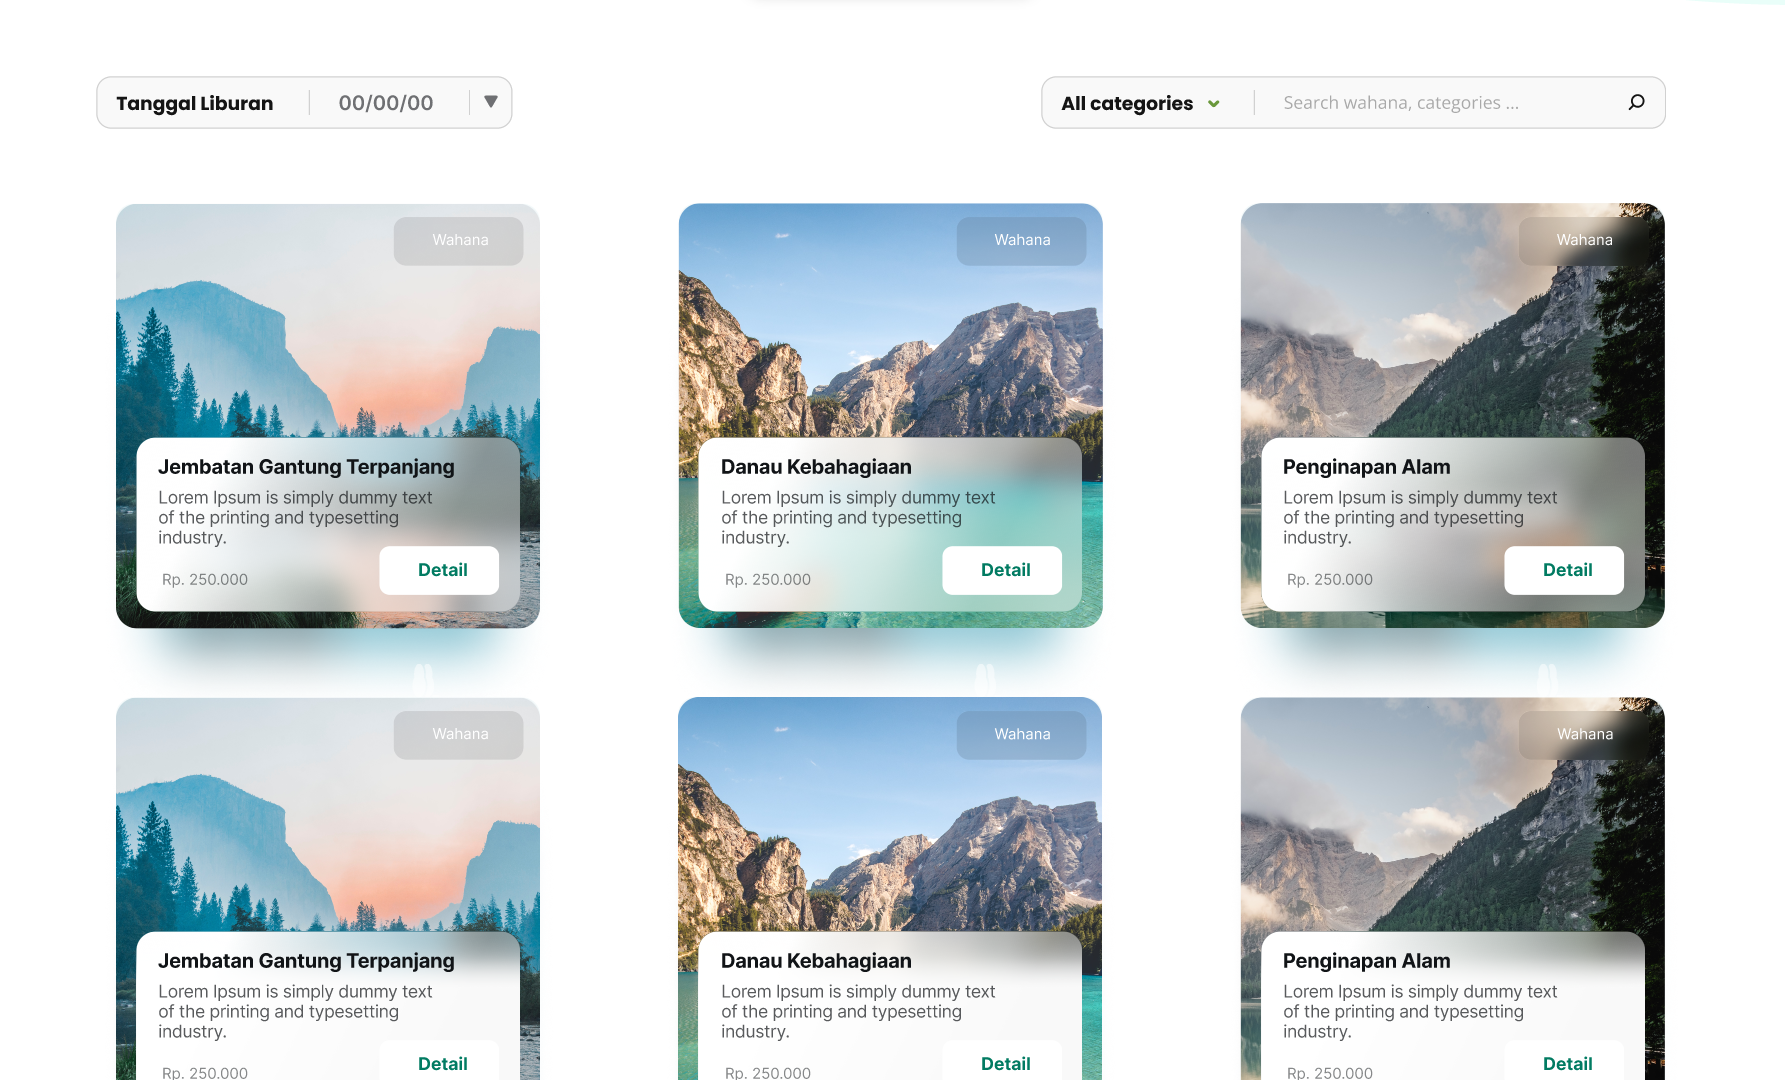 Tanggal Liburan 00/00/00
All categories Search wahana, categories ...
Wahana
Jembatan Gantung Terpanjang
Lorem Ipsum is simply dummy text
of the printing and typesetting
industry.
Rp. 250.000
Detail
Wahana
Danau Kebahagiaan
Lorem Ipsum is simply dummy text
of the printing and typesetting
industry.
Rp. 250.000
Detail
Wahana
Penginapan Alam
Lorem Ipsum is simply dummy text
of the printing and typesetting
industry.
Rp. 250.000
Detail
Wahana
Jembatan Gantung Terpanjang
Lorem Ipsum is simply dummy text
of the printing and typesetting
industry.
Rp. 250.000
Detail
Wahana
Danau Kebahagiaan
Lorem Ipsum is simply dummy text
of the printing and typesetting
industry.
Rp. 250.000
Detail
Wahana
Penginapan Alam
Lorem Ipsum is simply dummy text
of the printing and typesetting
industry.
Rp. 250.000
Detail